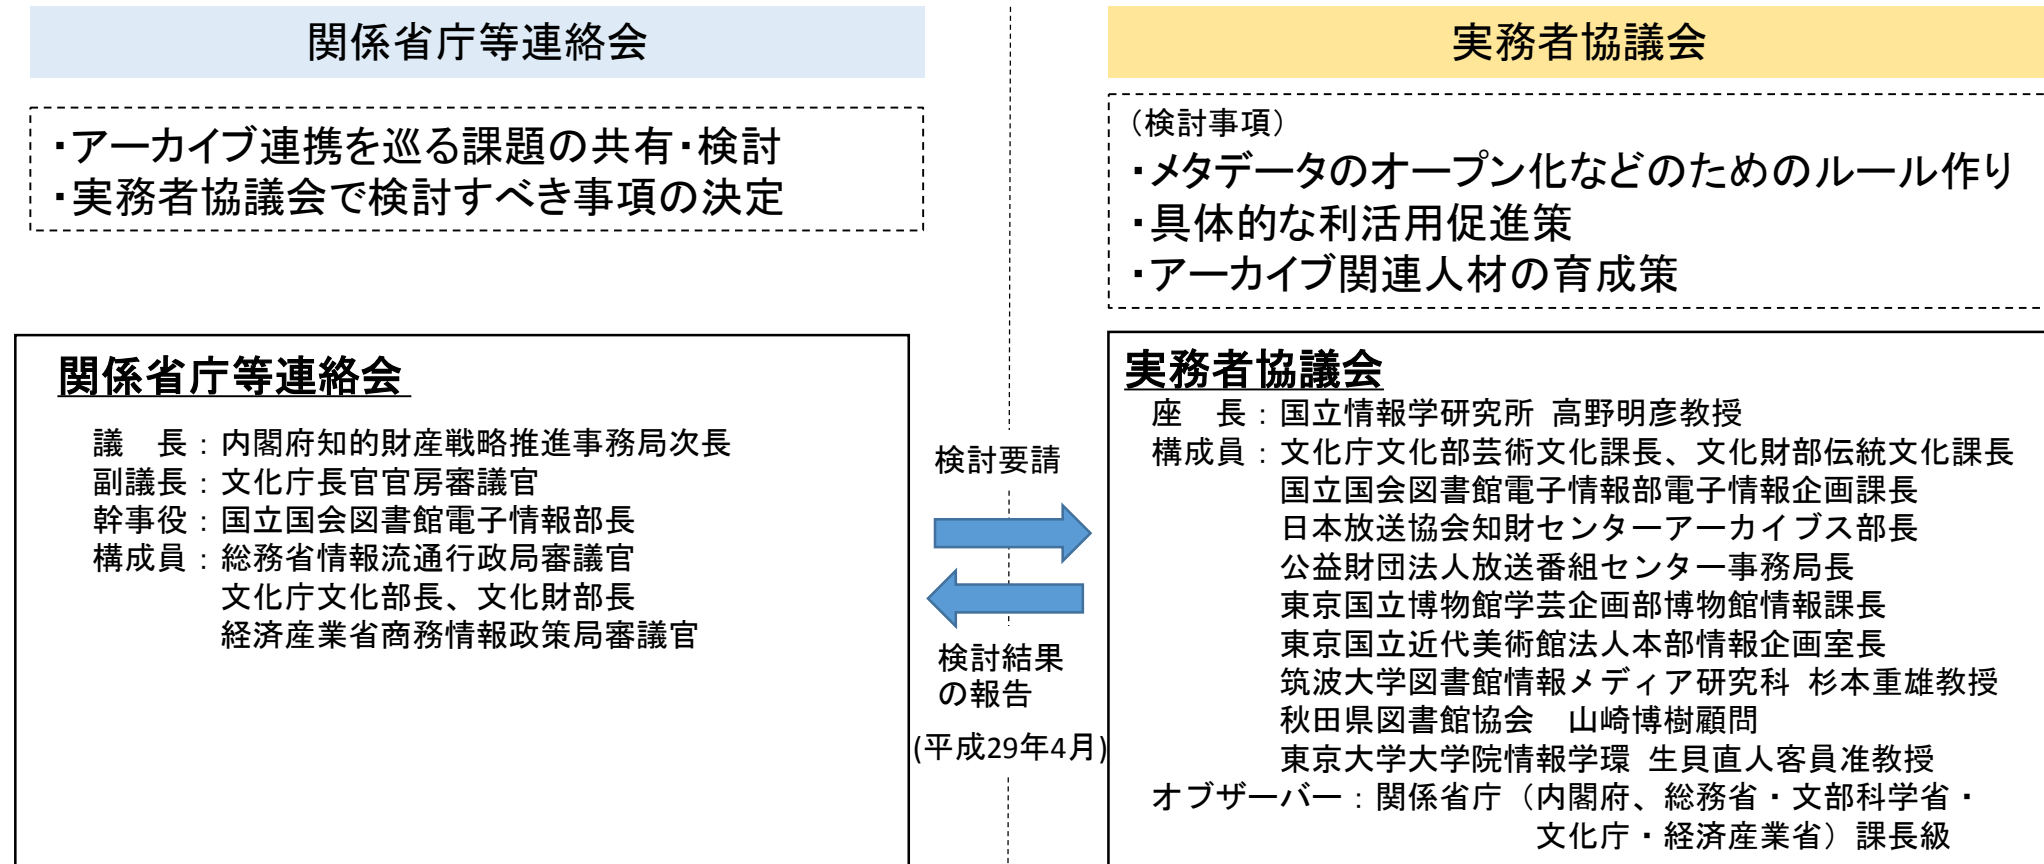 関係省庁等連絡会
・アーカイブ連携を巡る課題の共有・検討
・実務者協議会で検討すべき事項の決定
関係省庁等連絡会
議　長：内閣府知的財産戦略推進事務局次長
副議長：文化庁長官官房審議官
幹事役：国立国会図書館電子情報部長
構成員：総務省情報流通行政局審議官
文化庁文化部長、文化財部長
経済産業省商務情報政策局審議官
検討要請
検討結果
の報告
(平成29年4月)
実務者協議会
（検討事項）
・メタデータのオープン化などのためのルール作り
・具体的な利活用促進策
・アーカイブ関連人材の育成策
実務者協議会
座　長：国立情報学研究所 高野明彦教授
構成員：文化庁文化部芸術文化課長、文化財部伝統文化課長
国立国会図書館電子情報部電子情報企画課長
日本放送協会知財センターアーカイブス部長
公益財団法人放送番組センター事務局長
東京国立博物館学芸企画部博物館情報課長
東京国立近代美術館法人本部情報企画室長
筑波大学図書館情報メディア研究科 杉本重雄教授
秋田県図書館協会　山崎博樹顧問
東京大学大学院情報学環 生貝直人客員准教授
オブザーバー：関係省庁（内閣府、総務省・文部科学省・
文化庁・経済産業省）課長級